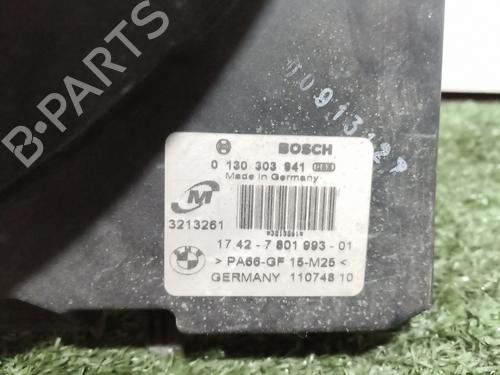 B-PARTS
BOSCH
0 130 303 941
Made in Germany
3213261
17.42-7 801 993-01
> PA66-GF 15-M25 <
GERMANY 110748 10